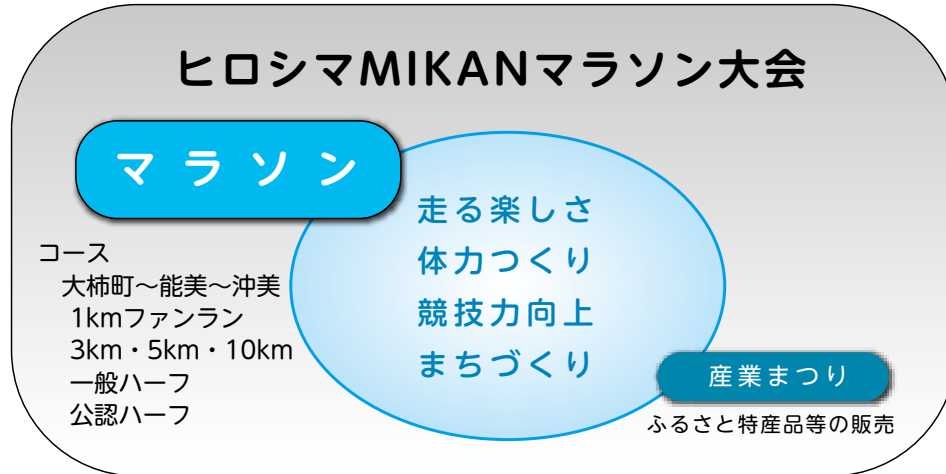 ヒロシマMIKANマラソン大会
マラソン
コース
大柿町～能美～沖美
1kmファンラン
3km・5km・10km
一般ハーフ
公認ハーフ
走る楽しさ
体力つくり
競技力向上
まちづくり
産業まつり
ふるさと特産品等の販売